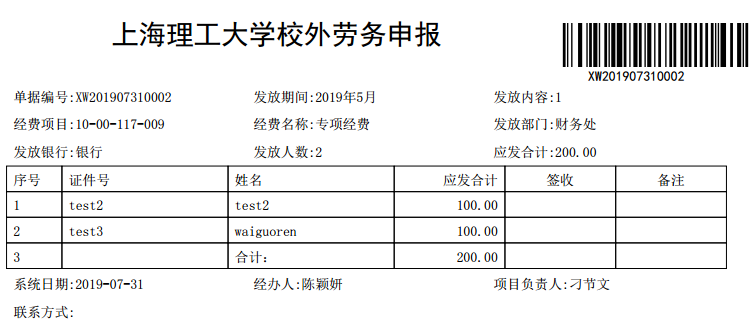 上海理工大学校外劳务申报
XW201907310002
单据编号:XW201907310002 发放期间:2019年5月 发放内容:1
经费项目:10-00-117-009 经费名称:专项经费 发放部门:财务处
发放银行:银行 发放人数:2 应发合计:200.00
序号 证件号 姓名 应发合计 签收 备注
1 test2 test2 100.00
2 test3 waiguoren 100.00
3 合计: 200.00
系统日期:2019-07-31 经办人:陈颖妍 项目负责人:刁节文
联系方式: